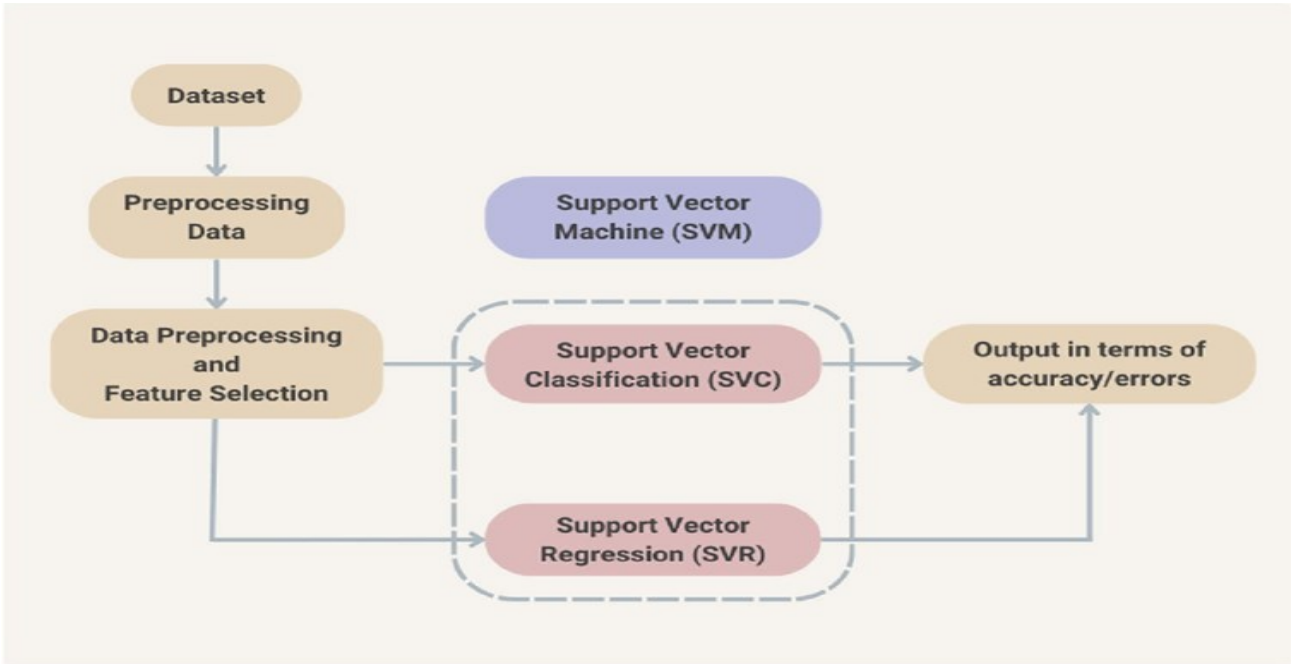 Dataset
Preprocessing
Data
Support Vector
Machine (SVM)
Data Preprocessing
and
Feature Selection
Support Vector
Classification (SVC)
Output in terms of
accuracy/errors
Support Vector
Regression (SVR)